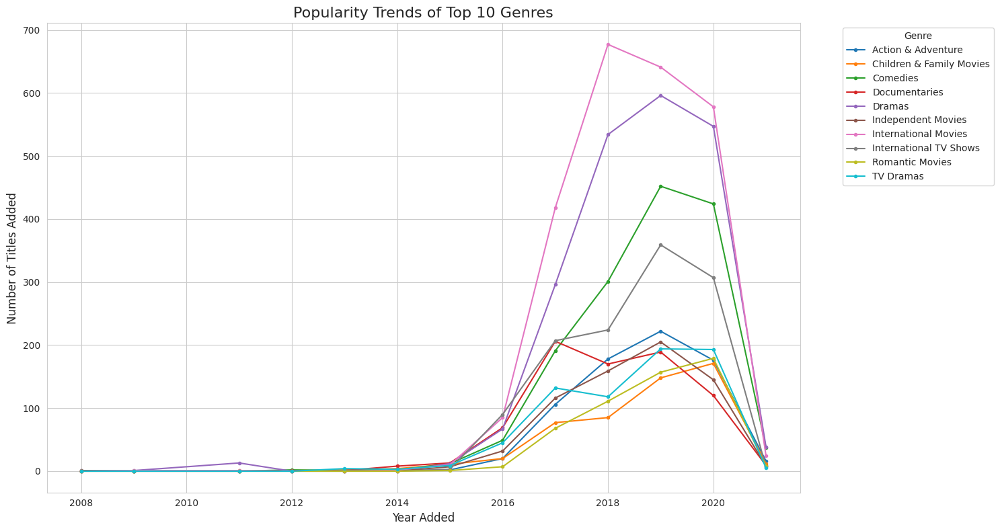 Popularity Trends of Top 10 Genres
700
600
500
400
300
200
100
0
Number of Titles Added
2008
2010
2012
2014
2016
2018
2020
Year Added
Genre
Action & Adventure
Children & Family Movies
Comedies
Documentaries
Dramas
Independent Movies
International Movies
International TV Shows
Romantic Movies
TV Dramas